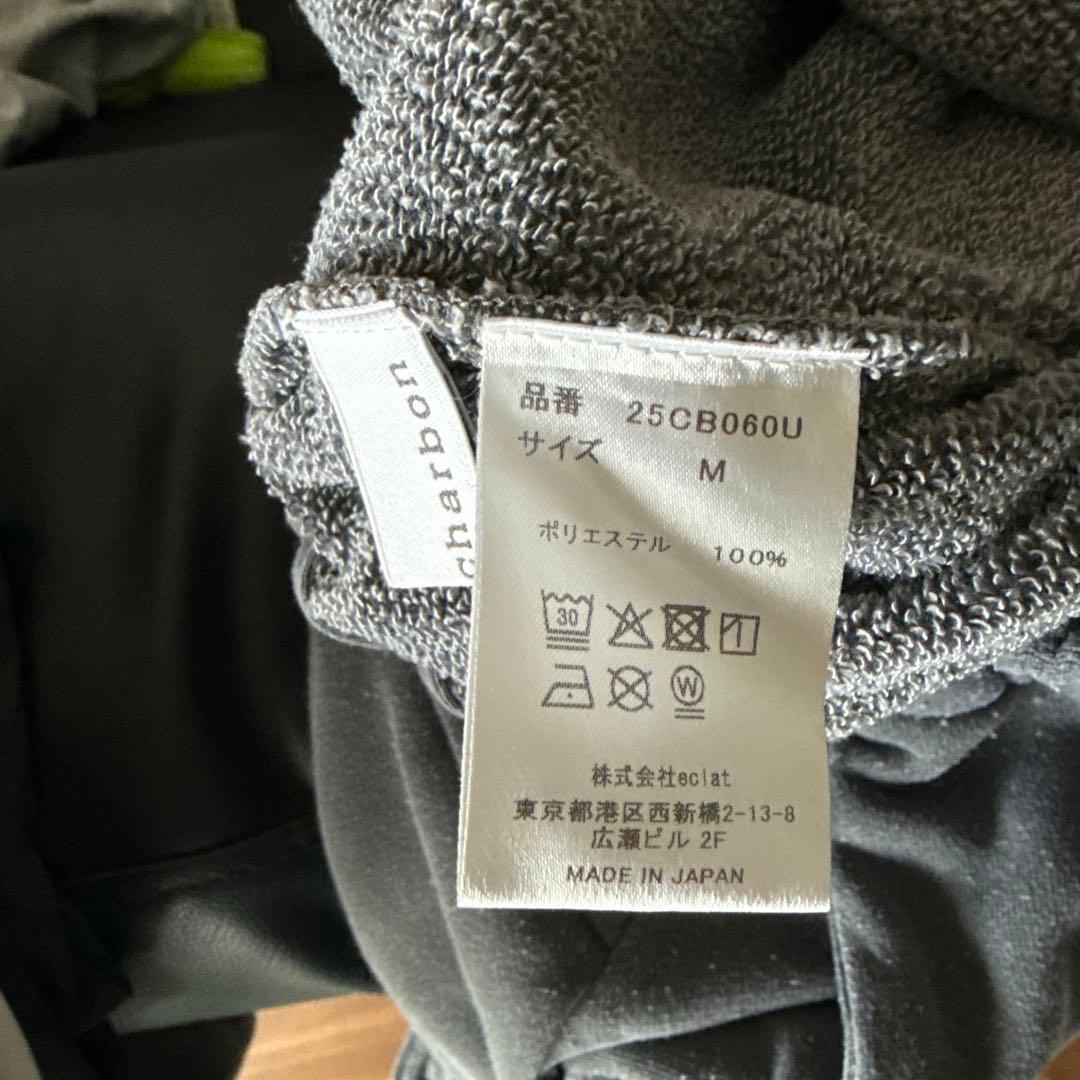 charbon
品番 25CB060U
サイズ M
ポリエステル 100%
30
W
株式会社eclat
東京都港区西新橋2-13-8
広瀬ビル 2F
MADE IN JAPAN